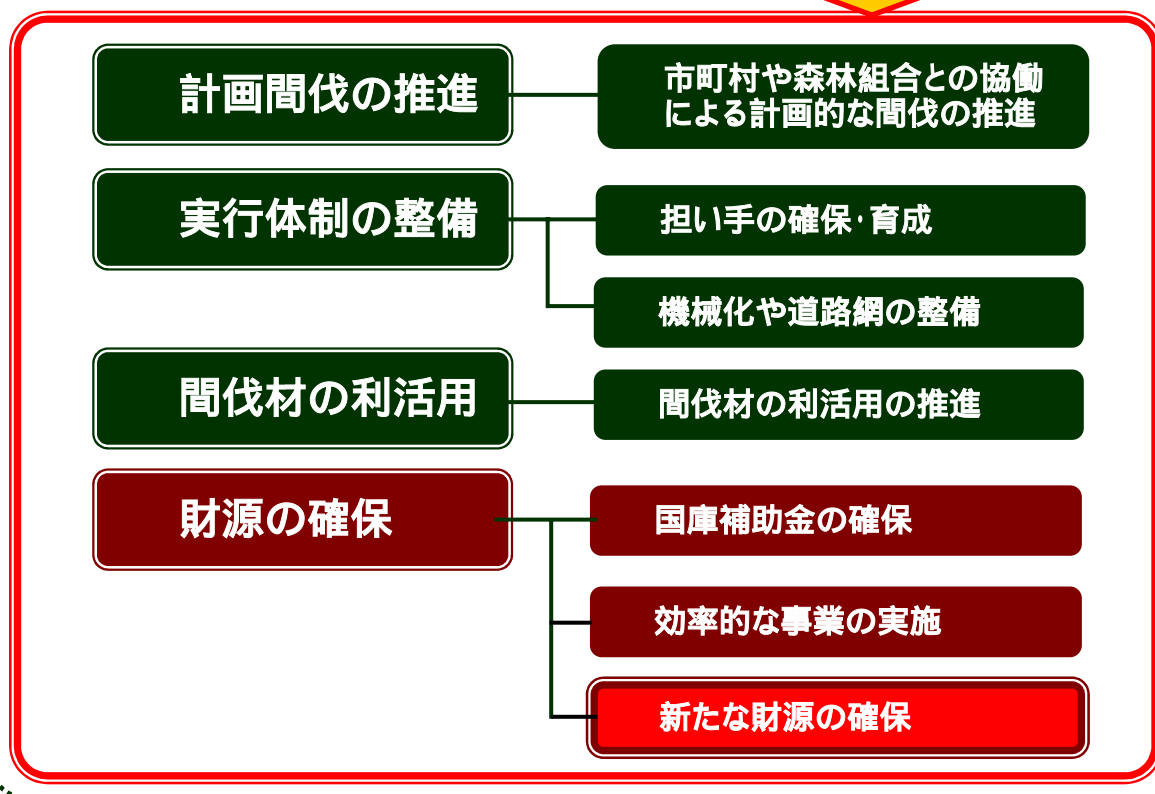 計画間伐の推進
市町村や森林組合との協働
による計画的な間伐の推進
実行体制の整備
担い手の確保・育成
機械化や道路網の整備
間伐材の利活用
間伐材の利活用の推進
財源の確保
国庫補助金の確保
効率的な事業の実施
新たな財源の確保